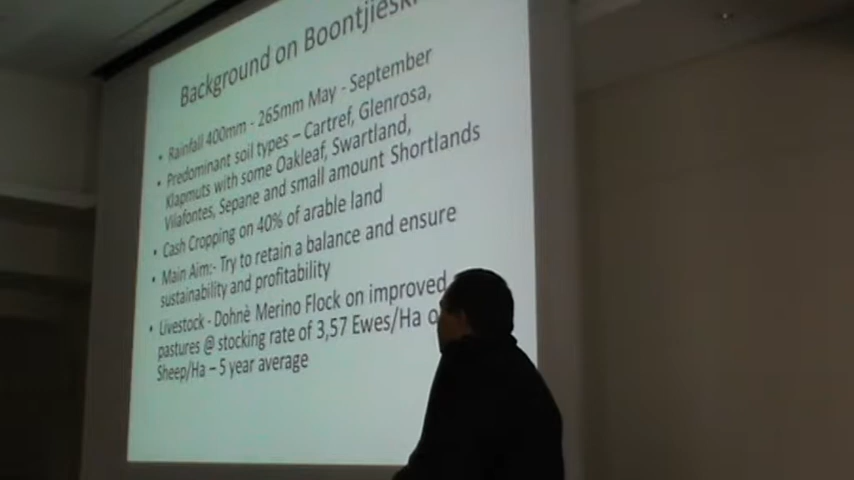 Background on Boontjieskr
• Rainfall 400mm - 265mm May - September
• Predominant soil types – Cartref, Glenrosa,
Klapmuts with some Oakleaf, Swartland,
Vilafontes, Sepane and small amount Shortlands
• Cash Cropping on 40% of arable land
• Main Aim:- Try to retain a balance and ensure
sustainability and profitability
• Livestock - Dohnè Merino Flock on improved
pastures @ stocking rate of 3,57 Ewes/Ha o
Sheep/Ha – 5 year average